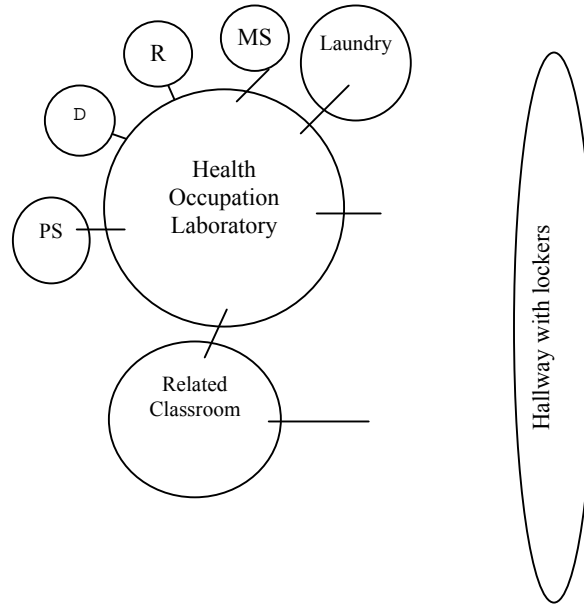 R
MS
Laundry
D
Health
Occupation
Laboratory
PS
Related
Classroom
Hallway with lockers